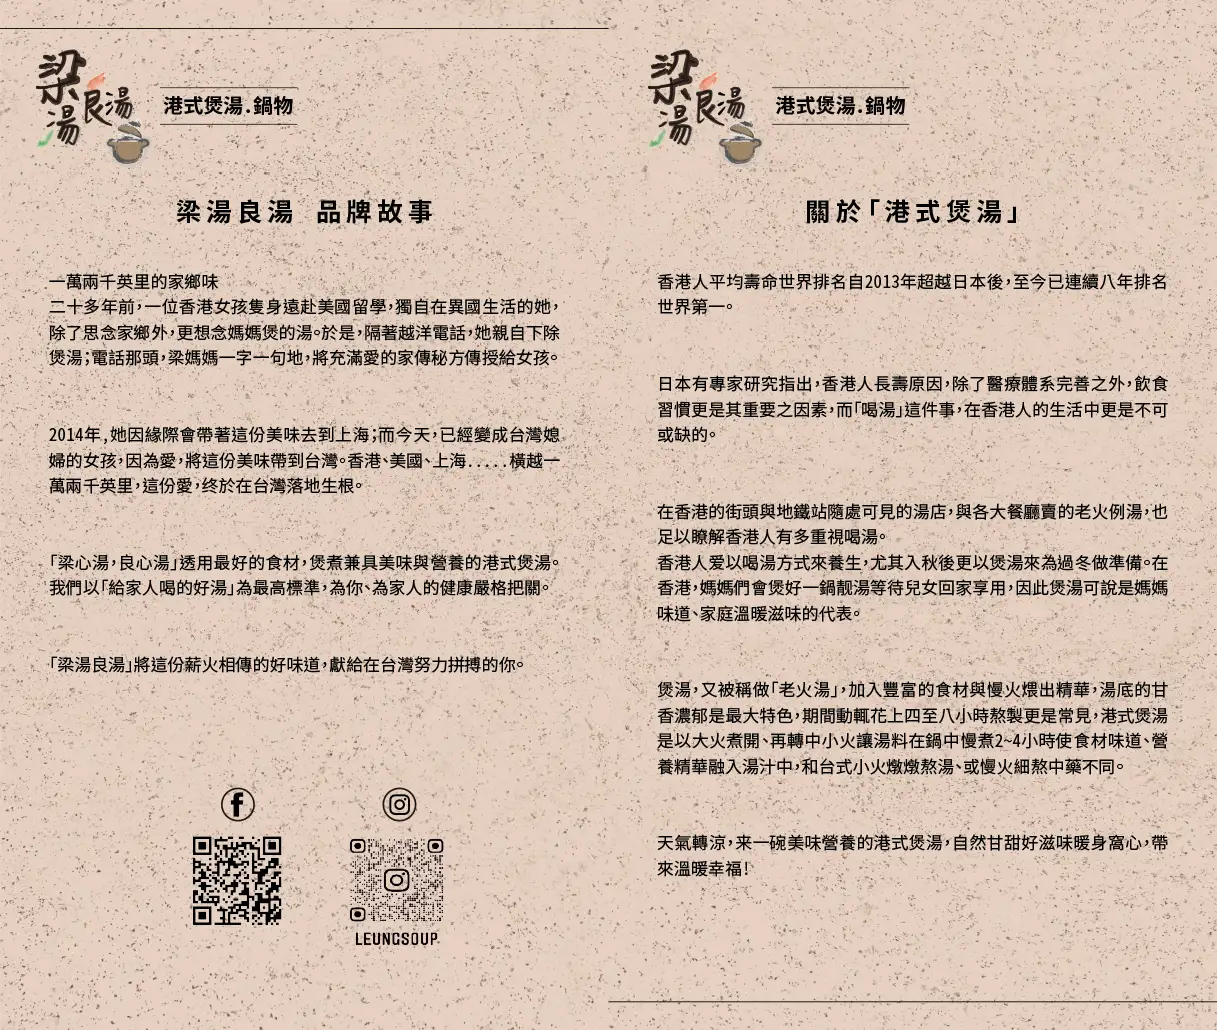 梁湯良湯
港式煲湯.鍋物
梁湯良湯 品牌故事
一萬兩千英里的家鄉味
二十多年前，一位香港女孩隻身遠赴美國留學，獨自在異國生活的她，
除了思念家鄉外，更想念媽媽煲的湯。於是，隔著越洋電話，她親自下除
煲湯；電話那頭，梁媽媽一字一句地，將充滿愛的家傳秘方傳授給女孩。
2014年,她因緣際會帶著這份美味去到上海；而今天，已經變成台灣媳
婦的女孩，因為愛，將這份美味帶到台灣。香港、美國、上海.....橫越一
萬兩千英里，這份愛，终於在台灣落地生根。
「梁心湯，良心湯」透用最好的食材，煲煮兼具美味與營養的港式煲湯。
我們以「給家人喝的好湯」為最高標準，為你、為家人的健康嚴格把關。
「梁湯良湯」將這份薪火相傳的好味道，獻給在台灣努力拼搏的你。
LEUNGSOUP
梁湯良湯
港式煲湯.鍋物
關於「港式煲湯」
香港人平均壽命世界排名自2013年超越日本後，至今已連續八年排名
世界第一。
日本有專家研究指出，香港人長壽原因，除了醫療體系完善之外，飲食
習慣更是其重要之因素，而「喝湯」這件事，在香港人的生活中更是不可
或缺的。
在香港的街頭與地鐵站隨處可見的湯店，與各大餐廳賣的老火例湯，也
足以瞭解香港人有多重視喝湯。
香港人爱以喝湯方式來養生，尤其入秋後更以煲湯來為過冬做準備。在
香港，媽媽們會煲好一鍋靚湯等待兒女回家享用，因此煲湯可說是媽媽
味道、家庭溫暖滋味的代表。
煲湯，又被稱做「老火湯」，加入豐富的食材與慢火煨出精華，湯底的甘
香濃郁是最大特色，期間動輒花上四至八小時熬製更是常見，港式煲湯
是以大火煮開、再轉中小火讓湯料在鍋中慢煮2~4小時使食材味道、營
養精華融入湯汁中，和台式小火燉燉熬湯、或慢火細熬中藥不同。
天氣轉涼，来一碗美味營養的港式煲湯，自然甘甜好滋味暖身窩心，帶
來溫暖幸福！